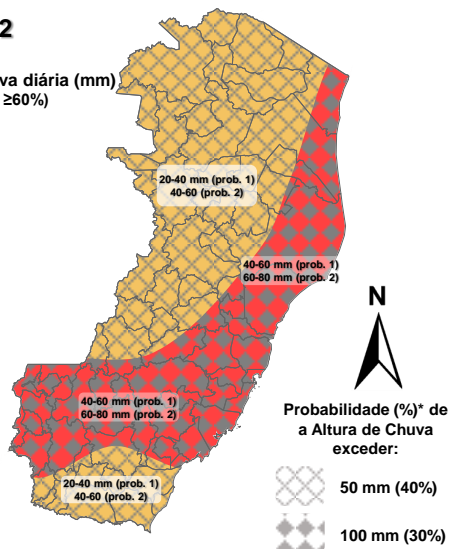 2
va diária (mm)
≥60%)
20-40 mm (prob. 1)
40-60 (prob. 2)
40-60 mm (prob. 1)
60-80 mm (prob. 2)
N
40-60 mm (prob. 1)
60-80 mm (prob. 2)
Probabilidade (%)* de
a Altura de Chuva
exceder:
20-40 mm (prob. 1)
40-60 (prob. 2)
50 mm (40%)
100 mm (30%)